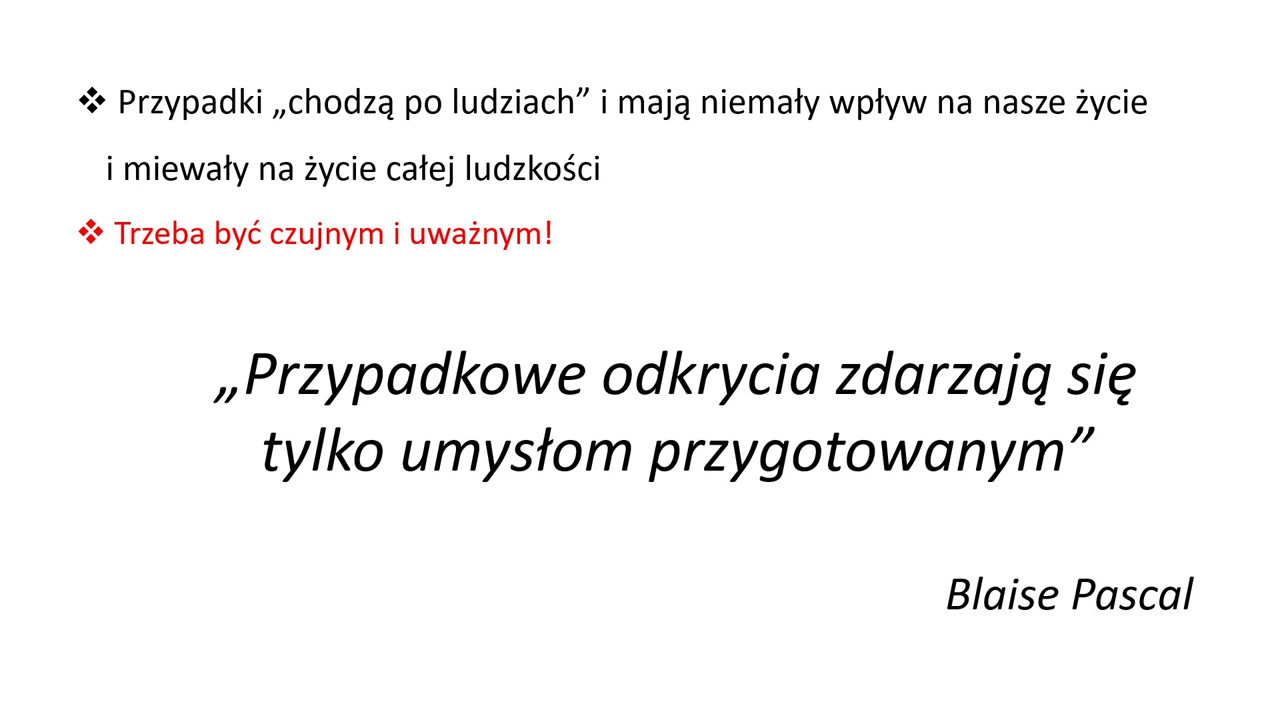 ❖ Przypadki „chodzą po ludziach” i mają niemały wpływ na nasze życie
i miewały na życie całej ludzkości
❖ Trzeba być czujnym i uważnym!
„Przypadkowe odkrycia zdarzają się
tylko umysłom przygotowanym”
Blaise Pascal